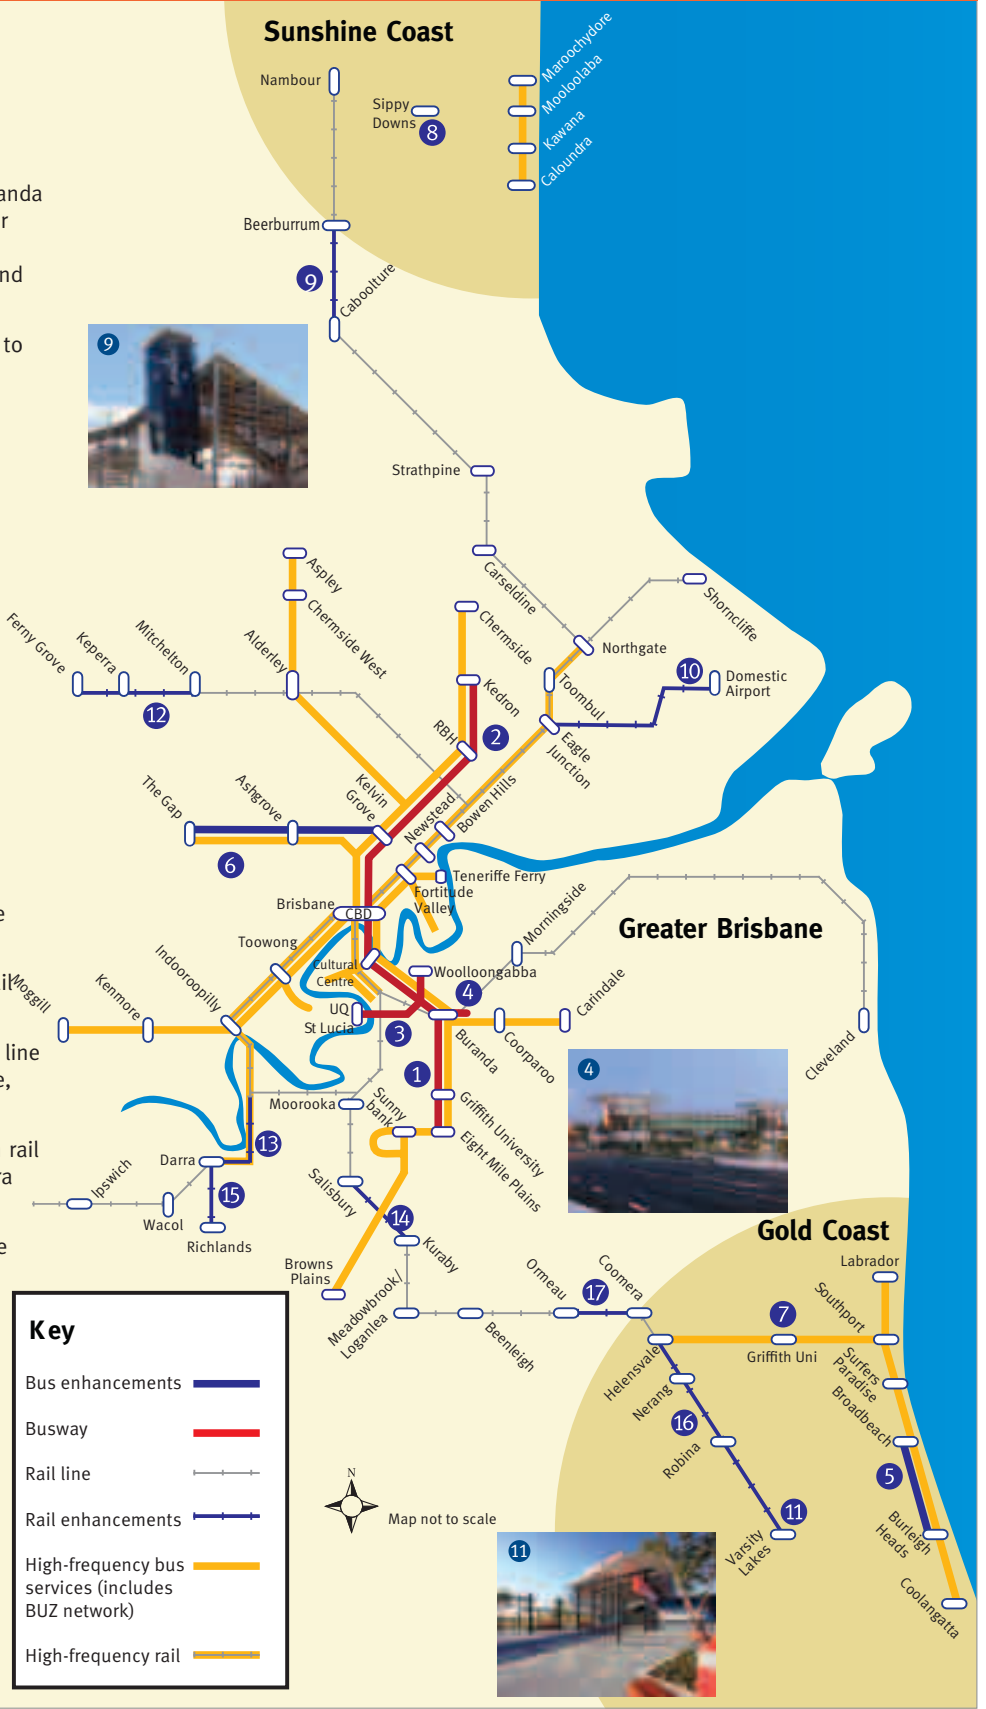 Sunshine Coast
Nambour
Sippy
Downs
8
Maroochydore
Mooloolaba
Kawana
Caloundra
anda
r
nd
to
Beerburrum
9
Caboolture
9
Strathpine
Carseldine
Shorncliffe
Northgate
Aspley
Chermside West
Chermside
Ferny Grove
Keperra
Mitchelton
Alderley
12
Kedron
RBH
2
Toombul
10
Domestic
Airport
Eagle
Junction
The Gap
Ashgrove
Kelvin
Grove
6
Newstead
Bowen Hills
Teneriffe Ferry
Fortitude
Valley
Brisbane
CBD
e
Toowong
Cultural
Centre
Morningside
Greater Brisbane
Indooroopilly
Woolloongabba
4
Carindale
il
Moggill
Kenmore
UQ
St Lucia
3
Buranda
Coorparoo
Cleveland
line
e,
1
4
Moorooka
Sunny
bank
Griffith University
Eight Mile Plains
rail
ra
13
Darra
15
Ipswich
Wacol
Richlands
Salisbury
14
Kuraby
e
Browns
Plains
Meadowbrook/
Loganlea
Beenleigh
Ormeau
17
Coomera
Gold Coast
Labrador
Southport
7
Griffith Uni
Helensvale
Nerang
16
Robina
11
Varsity
Lakes
Surfers
Paradise
Broadbeach
5
Burleigh
Heads
Coolangatta
Key
Bus enhancements
Busway
Rail line
Rail enhancements
High-frequency bus
services (includes
BUZ network)
High-frequency rail
N
Map not to scale
11